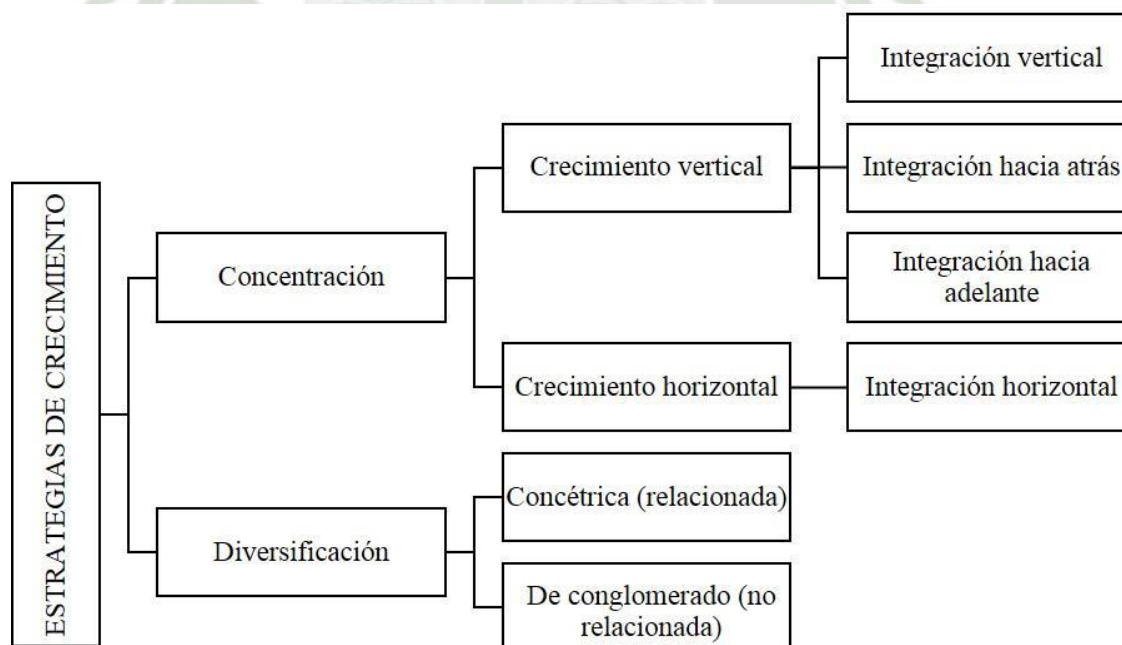 ESTRATEGIAS DE CRECIMIENTO
Concentración
Crecimiento vertical
Integración vertical
Integración hacia atrás
Integración hacia
adelante
Crecimiento horizontal
Integración horizontal
Diversificación
Concétrica (relacionada)
De conglomerado (no
relacionada)